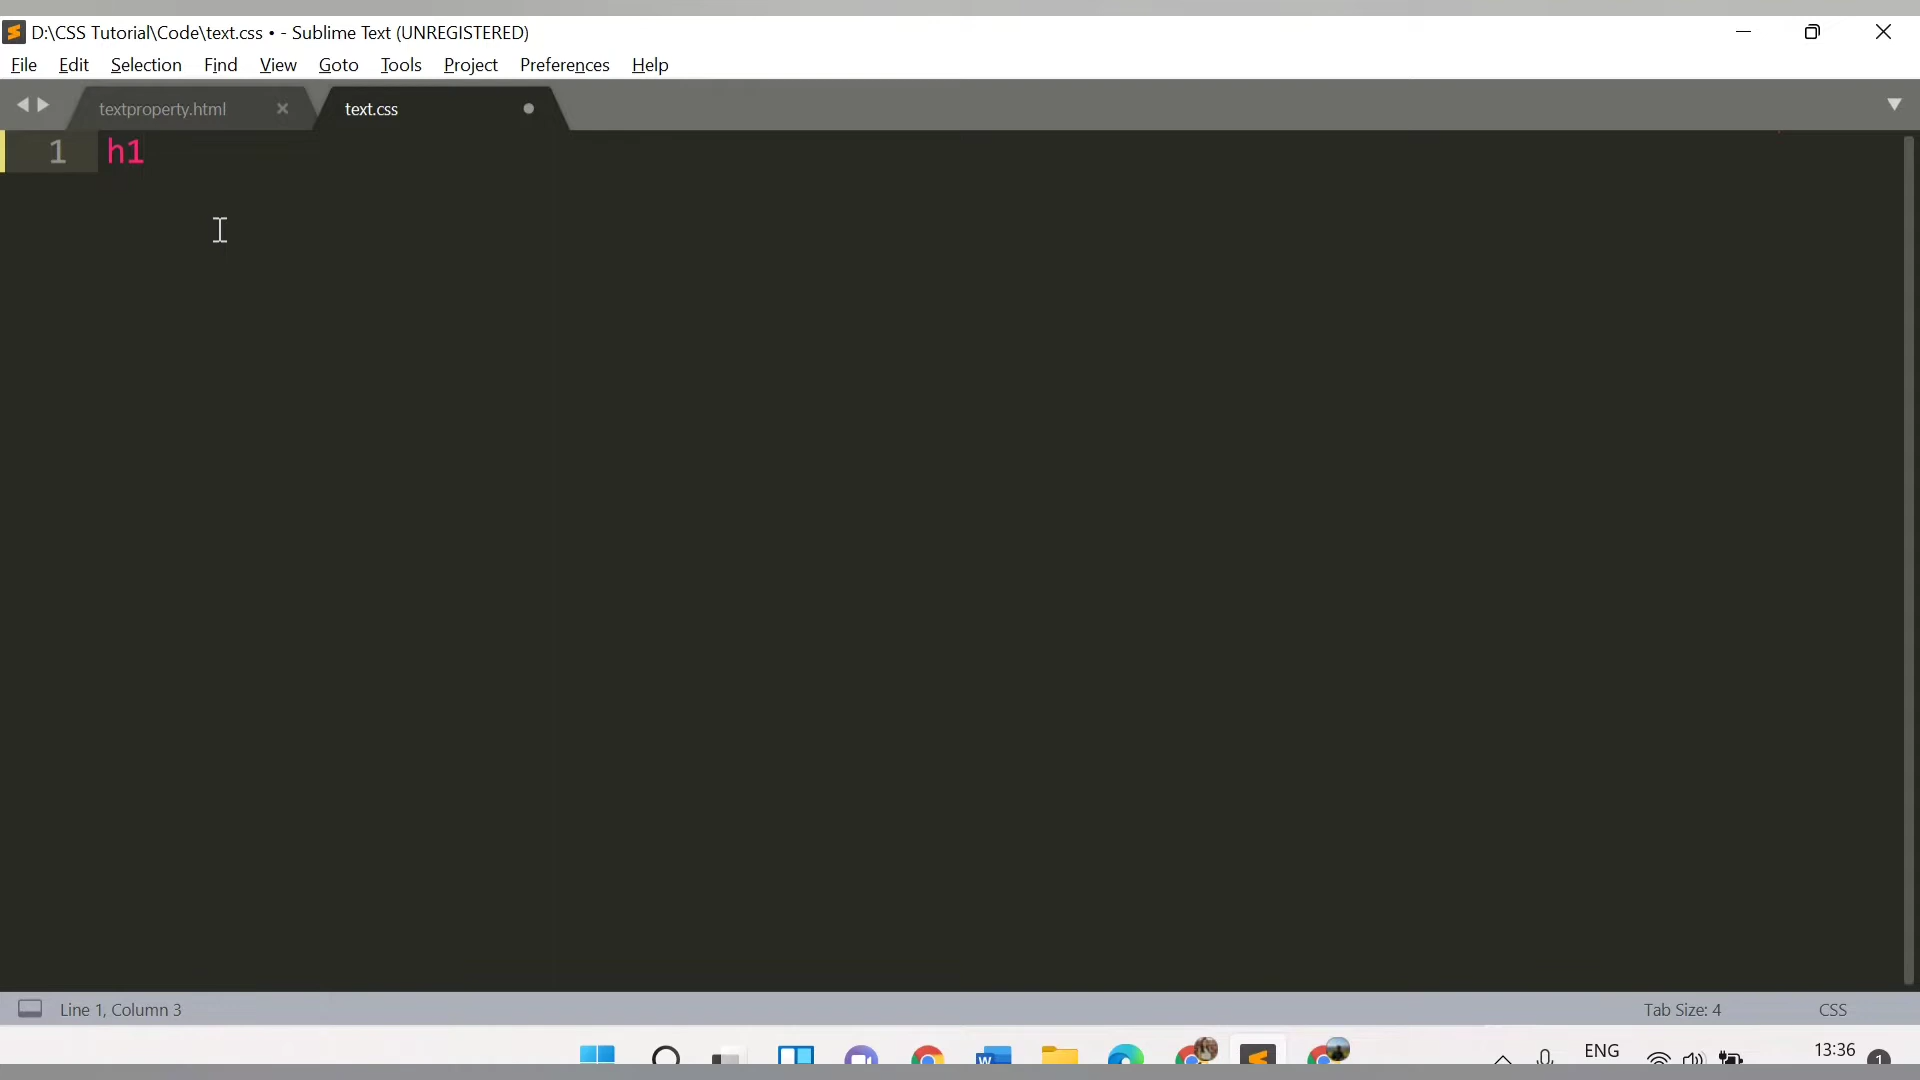 D:\CSS Tutorial\Code\text.css • - Sublime Text (UNREGISTERED)
File Edit Selection Find View Goto Tools Project Preferences Help
textproperty.html text.css
1 h1
Line 1, Column 3 Tab Size: 4 CSS
ENG 13:36 1